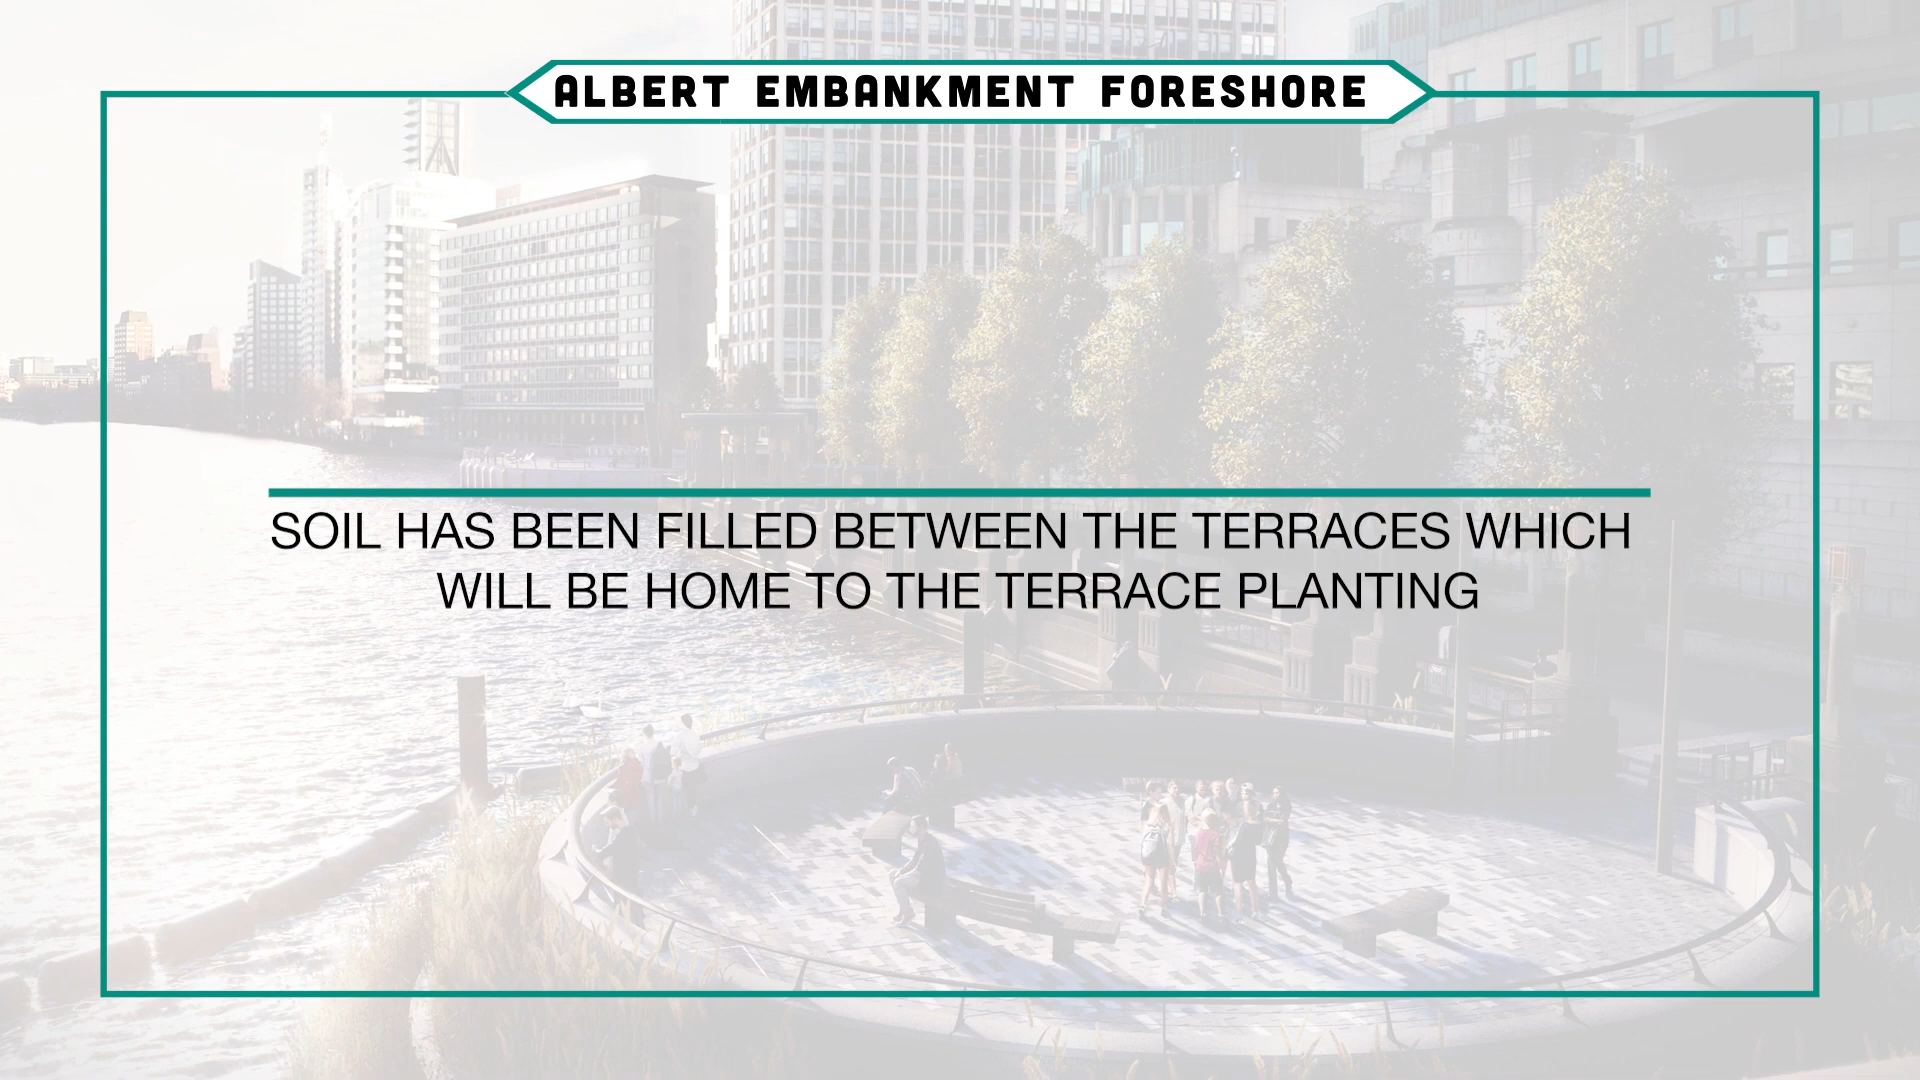 ALBERT EMBANKMENT FORESHORE
SOIL HAS BEEN FILLED BETWEEN THE TERRACES WHICH
WILL BE HOME TO THE TERRACE PLANTING